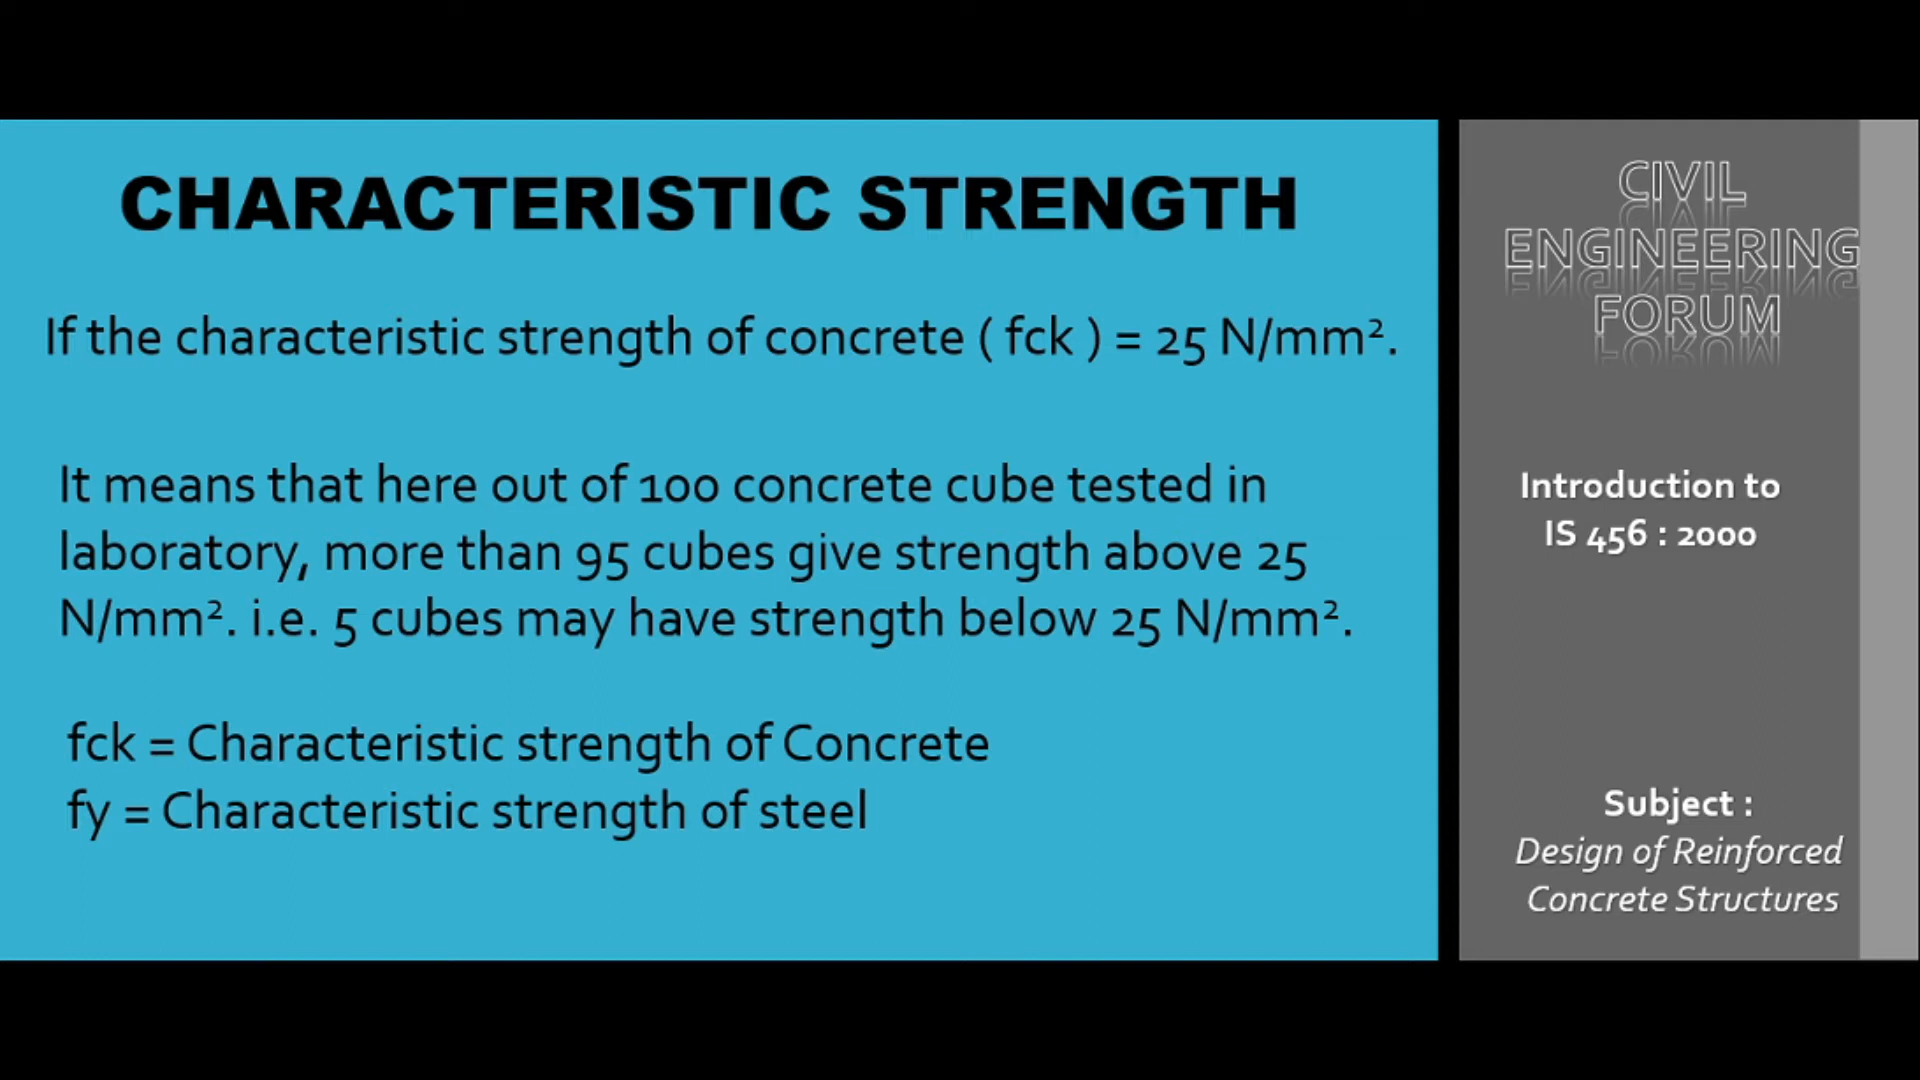 CHARACTERISTIC STRENGTH
If the characteristic strength of concrete ( fck ) = 25 N/mm².
It means that here out of 100 concrete cube tested in
laboratory, more than 95 cubes give strength above 25
N/mm². i.e. 5 cubes may have strength below 25 N/mm².
fck = Characteristic strength of Concrete
fy = Characteristic strength of steel
CIVIL
ENGINEERING
FORUM
Introduction to
IS 456 : 2000
Subject :
Design of Reinforced
Concrete Structures